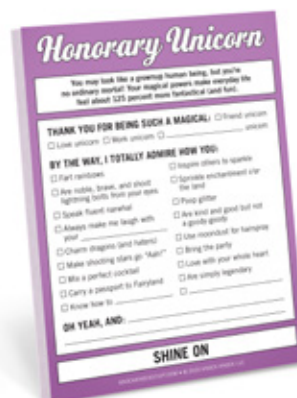 Honorary Unicorn
You may look like a grownup human being, but you're
no ordinary mortal! Your magical powers make everyday life
feel about 125 percent more fantastical (and fun).
THANK YOU FOR BEING SUCH A MAGICAL: □ Friend unicorn
□ Love unicorn □ Work unicorn □ ____________ unicorn
BY THE WAY, I TOTALLY ADMIRE HOW YOU:
□ Fart rainbows
□ Are noble, brave, and shoot
lightning bolts from your eyes
□ Speak fluent narwhal
□ Always make me laugh with
your ____________
□ Charm dragons (and haters)
□ Make shooting stars go "Aah!"
□ Mix a perfect cocktail
□ Carry a passport to Fairyland
□ Know how to ____________
□ Inspire others to sparkle
□ Sprinkle enchantment o'er
the land
□ Poop glitter
□ Are kind and good but not
a goody-goody
□ Use moondust for hairspray
□ Bring the party
□ Love with your whole heart
□ Are simply legendary
□ ____________
OH YEAH, AND: ____________
SHINE ON